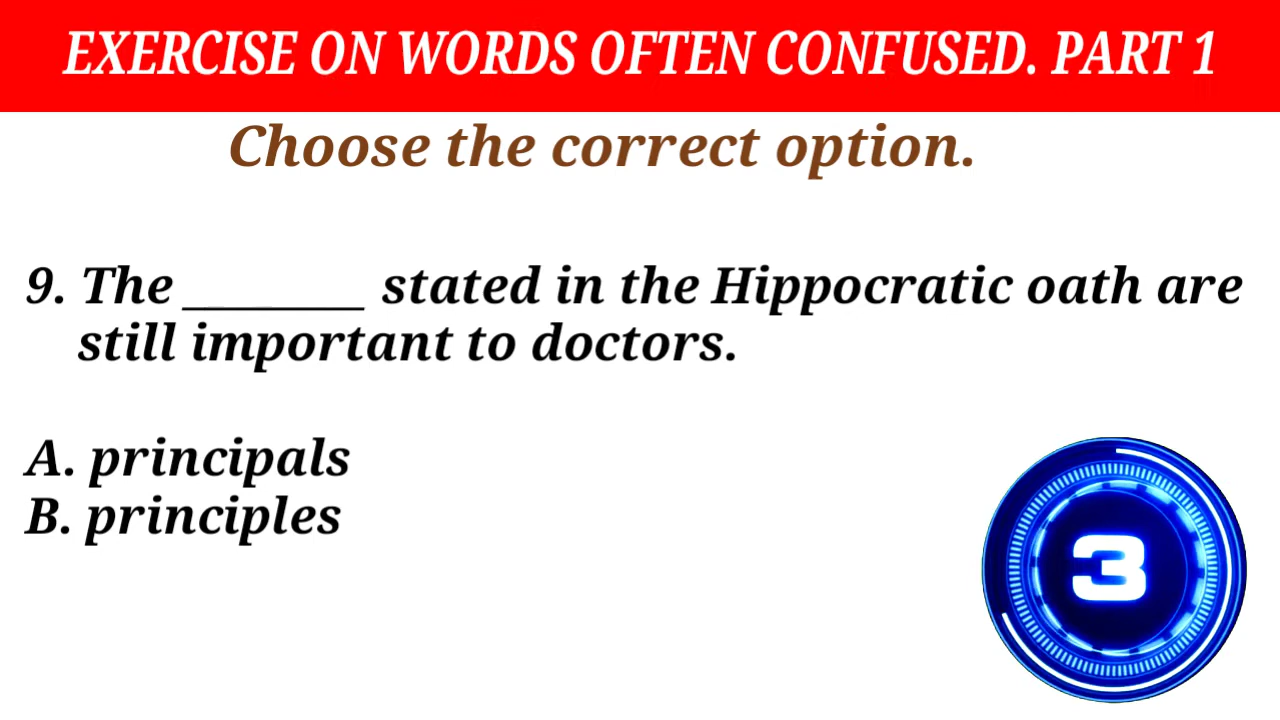 EXERCISE ON WORDS OFTEN CONFUSED. PART 1
Choose the correct option.
9. The ________ stated in the Hippocratic oath are
still important to doctors.
A. principals
B. principles
3